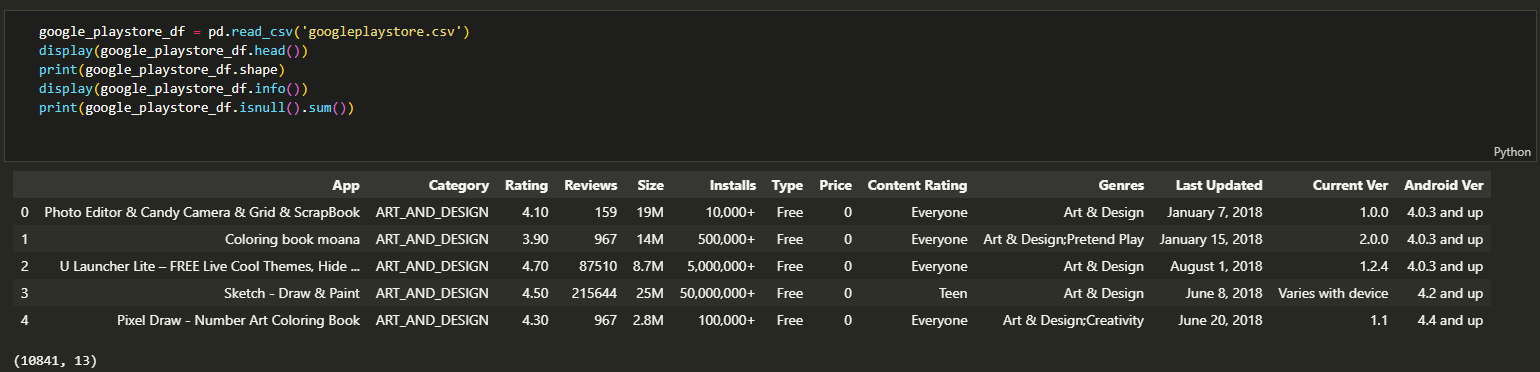 google_playstore_df = pd.read_csv('googleplaystore.csv')
display(google_playstore_df.head())
print(google_playstore_df.shape)
display(google_playstore_df.info())
print(google_playstore_df.isnull().sum())
Python
App Category Rating Reviews Size Installs Type Price Content Rating Genres Last Updated Current Ver Android Ver
0 Photo Editor & Candy Camera & Grid & ScrapBook ART_AND_DESIGN 4.10 159 19M 10,000+ Free 0 Everyone Art & Design January 7, 2018 1.0.0 4.0.3 and up
1 Coloring book moana ART_AND_DESIGN 3.90 967 14M 500,000+ Free 0 Everyone Art & Design;Pretend Play January 15, 2018 2.0.0 4.0.3 and up
2 U Launcher Lite – FREE Live Cool Themes, Hide ... ART_AND_DESIGN 4.70 87510 8.7M 5,000,000+ Free 0 Everyone Art & Design August 1, 2018 1.2.4 4.0.3 and up
3 Sketch - Draw & Paint ART_AND_DESIGN 4.50 215644 25M 50,000,000+ Free 0 Teen Art & Design June 8, 2018 Varies with device 4.2 and up
4 Pixel Draw - Number Art Coloring Book ART_AND_DESIGN 4.30 967 2.8M 100,000+ Free 0 Everyone Art & Design;Creativity June 20, 2018 1.1 4.4 and up
(10841, 13)